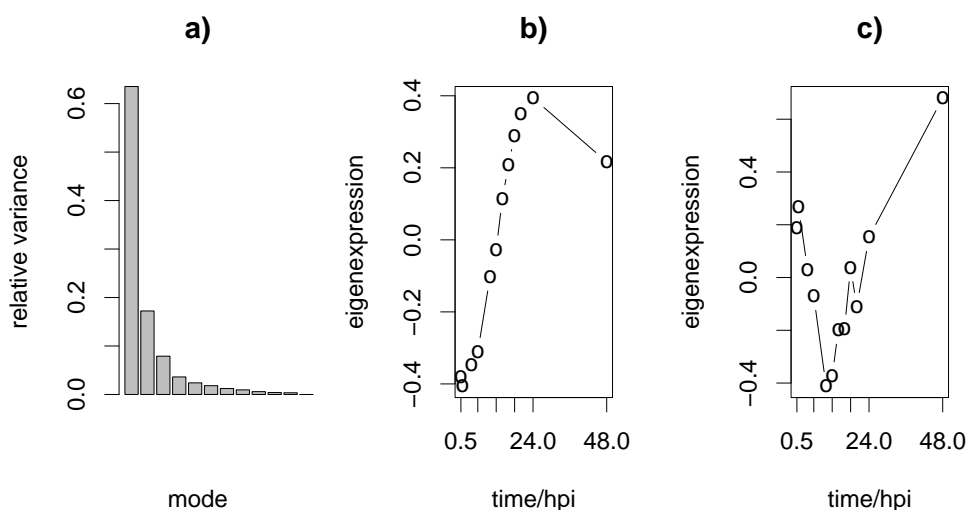 a)
b)
c)
relative variance
0.0
0.2
0.4
0.6
mode
eigenexpression
−0.4
−0.2
0.0
0.2
0.4
0.5
24.0
48.0
time/hpi
eigenexpression
−0.4
0.0
0.4
0.5
24.0
48.0
time/hpi